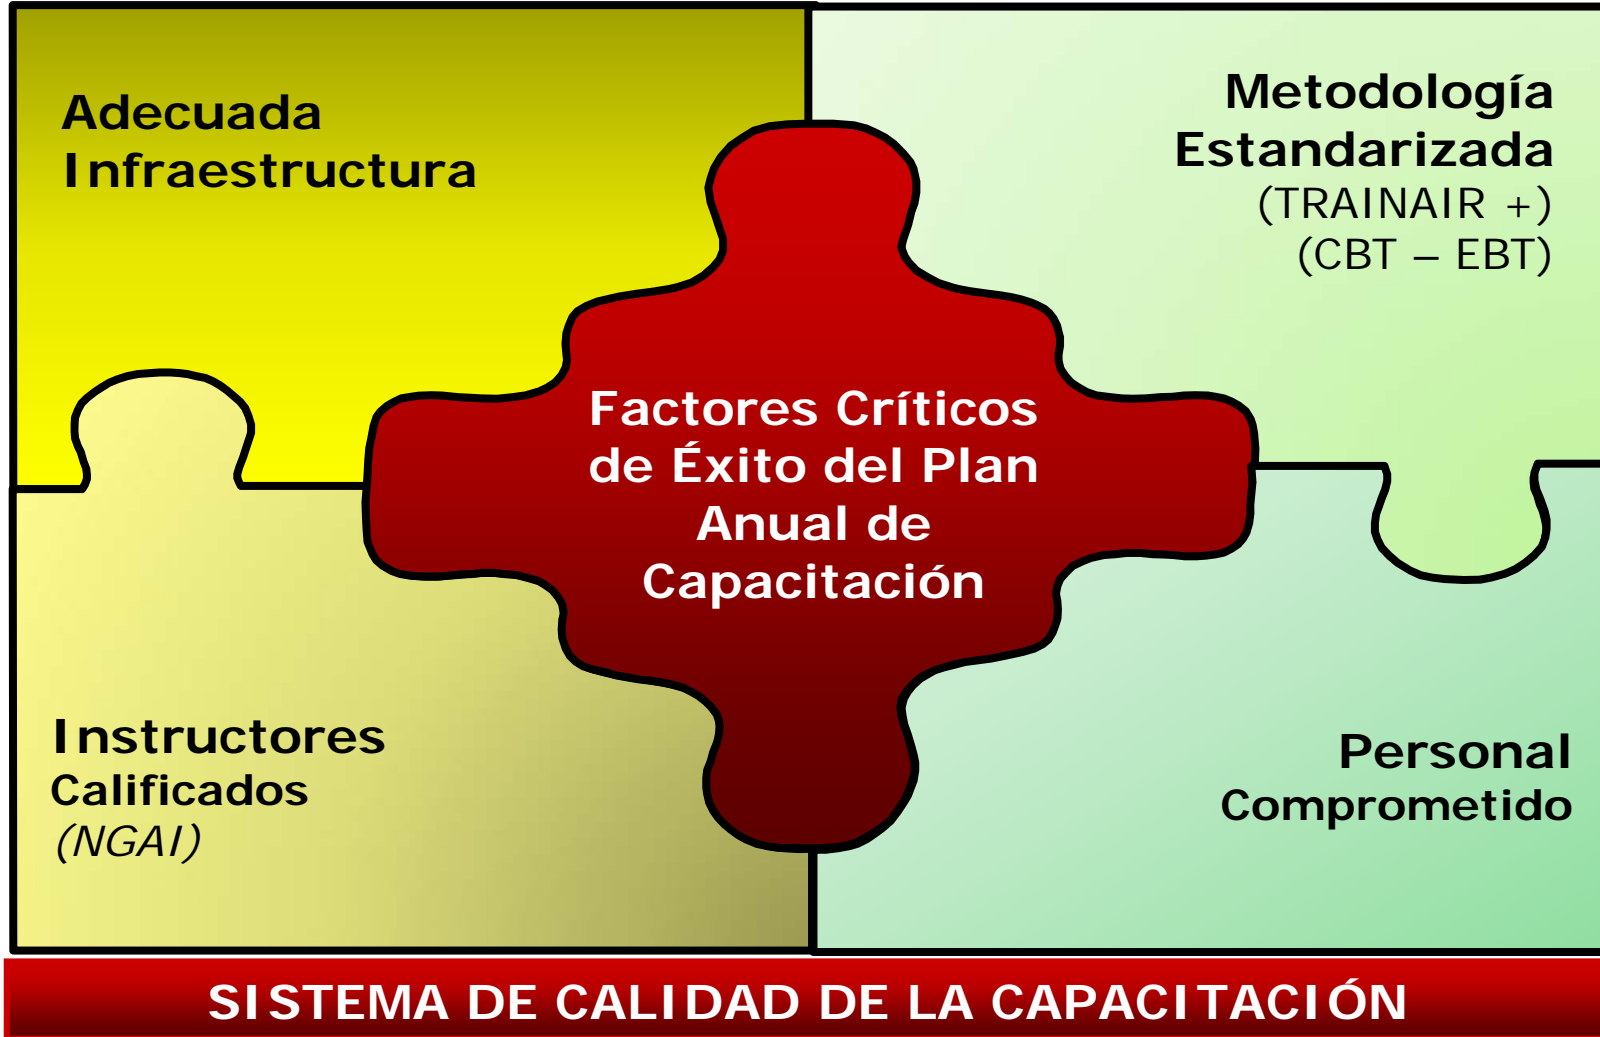 Adecuada
Infraestructura
Metodología
Estandarizada
(TRAINAIR +)
(CBT – EBT)
Factores Críticos
de Éxito del Plan
Anual de
Capacitación
Instructores
Calificados
(NGAI)
Personal
Comprometido
SISTEMA DE CALIDAD DE LA CAPACITACIÓN